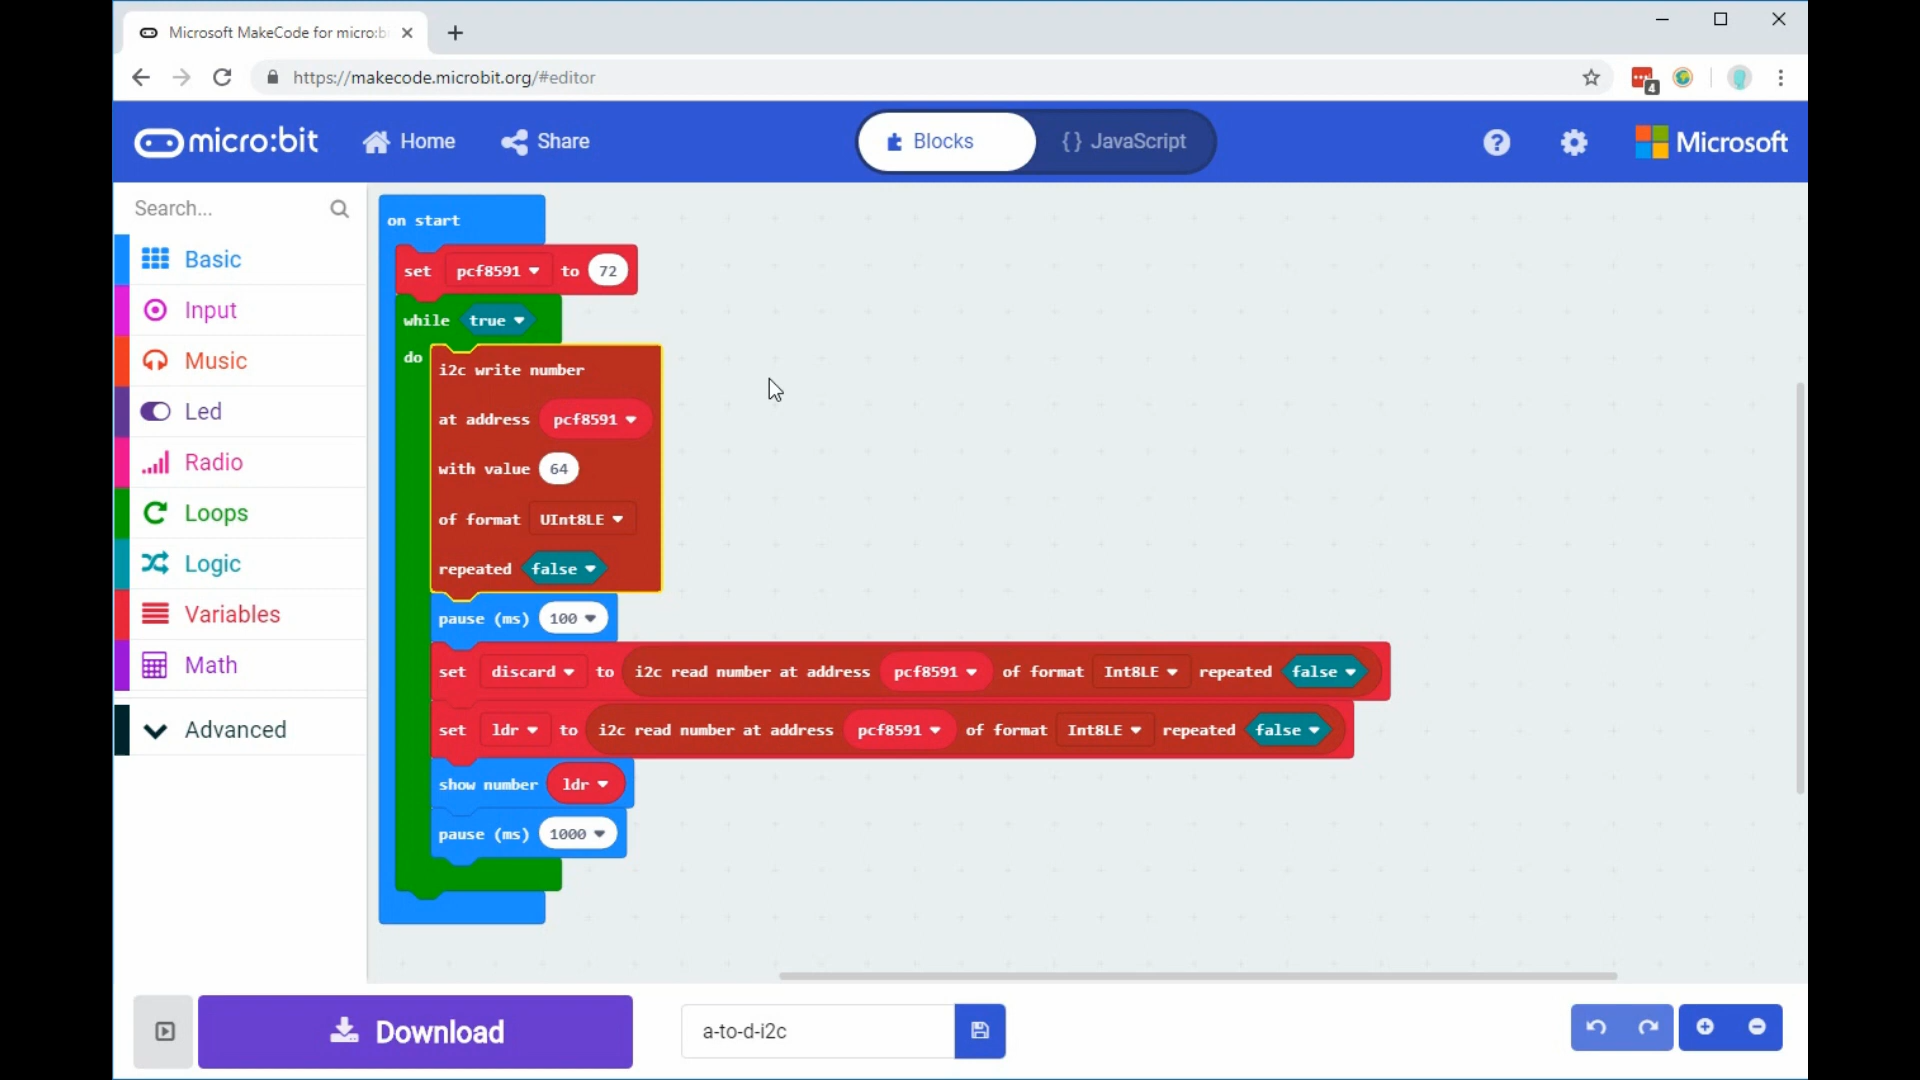 Microsoft MakeCode for micro:bi
https://makecode.microbit.org/#editor
4
micro:bit Home Share Blocks {} JavaScript ? Microsoft
Search...
Basic
Input
Music
Led
Radio
Loops
Logic
Variables
Math
Advanced
on start
set pcf8591 to 72
while true
do
i2c write number
at address pcf8591
with value 64
of format UInt8LE
repeated false
pause (ms) 100
set discard to i2c read number at address pcf8591 of format Int8LE repeated false
set ldr to i2c read number at address pcf8591 of format Int8LE repeated false
show number ldr
pause (ms) 1000
Download
a-to-d-i2c